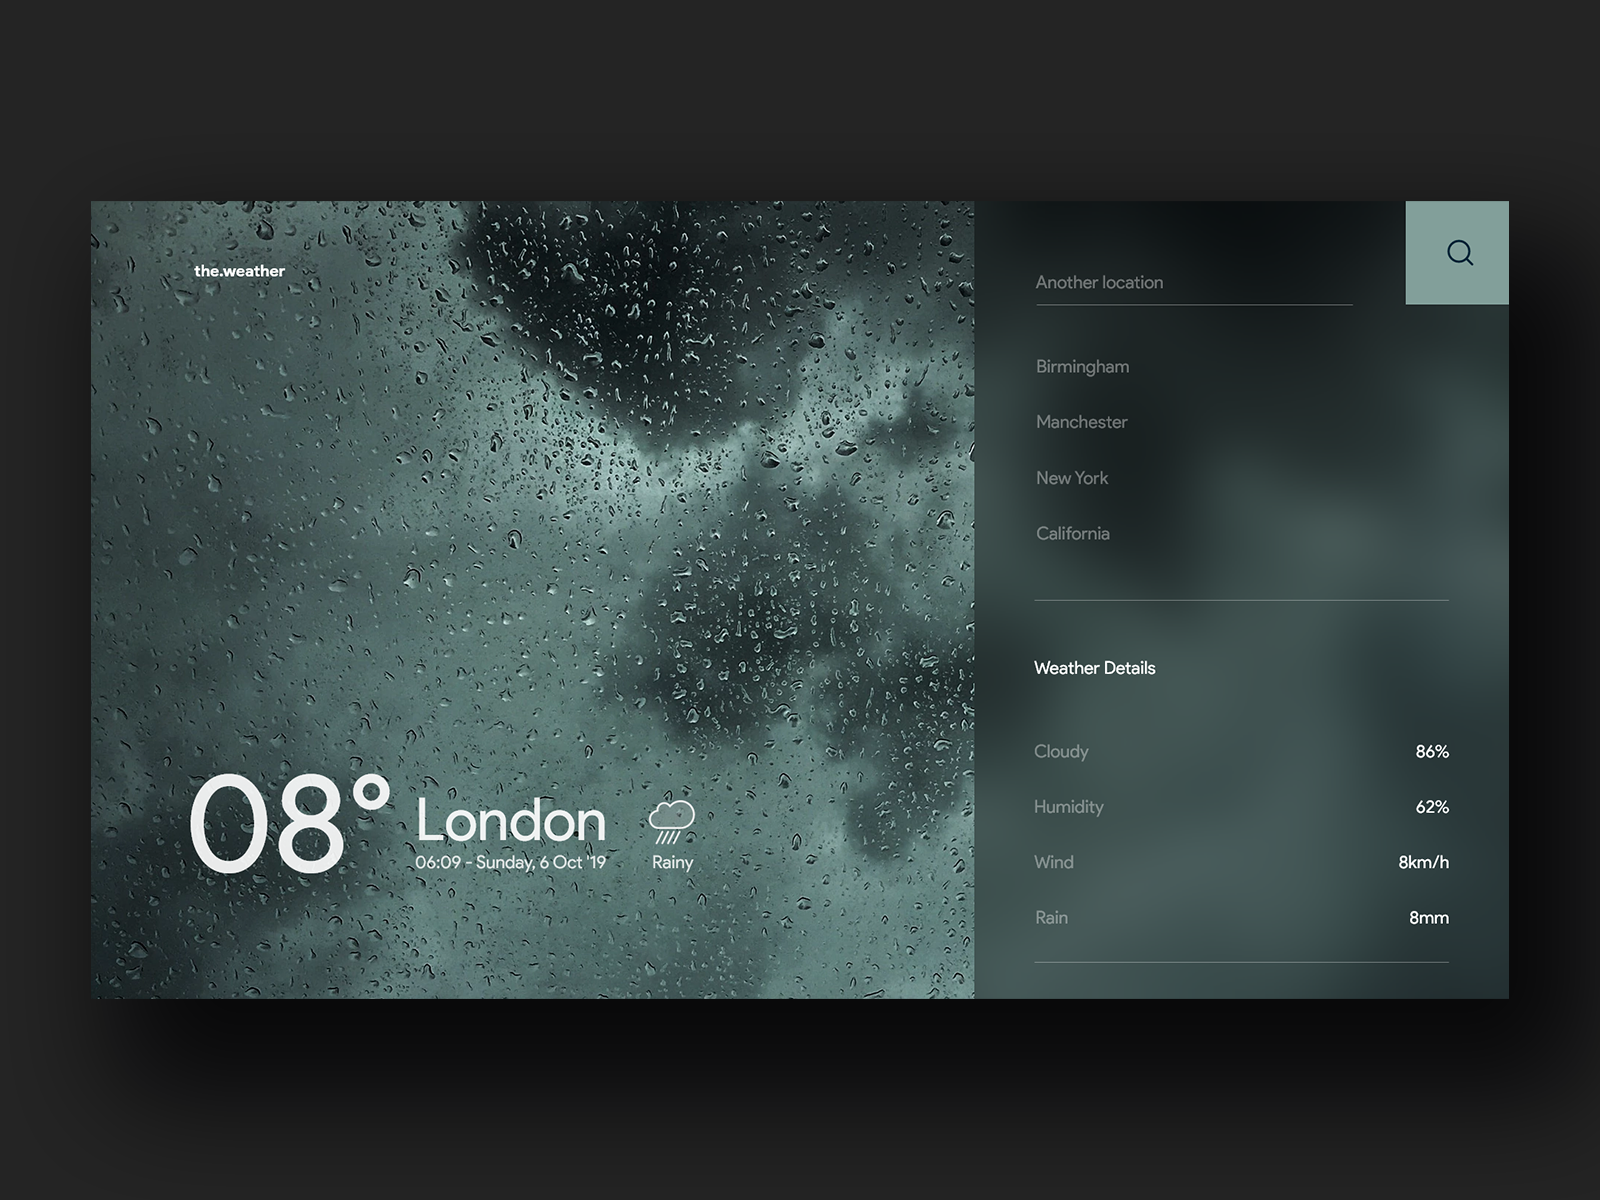 the.weather
08°
London
06:09 - Sunday, 6 Oct '19
Rainy
Another location
Birmingham
Manchester
New York
California
Weather Details
Cloudy 86%
Humidity 62%
Wind 8km/h
Rain 8mm